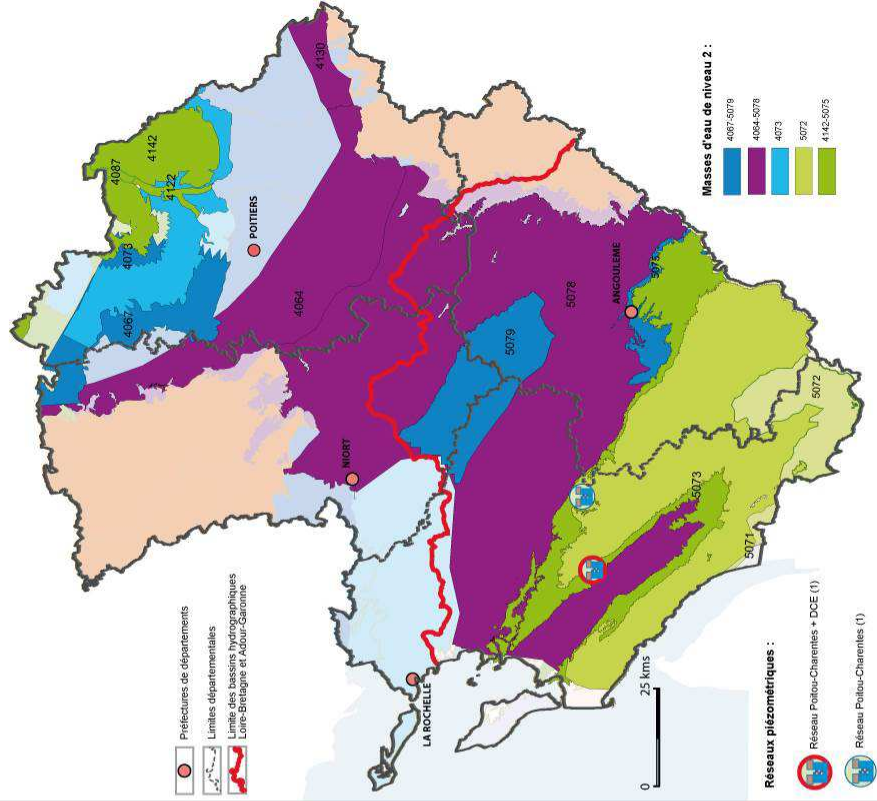 Préfectures de départements
Limites départementales
Limite des bassins hydrographiques
Loire-Bretagne et Adour-Garonne
4130
4087
4142
4122
4073
4067
POITIERS
4064
NIORT
LA ROCHELLE
5079
5078
ANGOULEME
5073
5072
5071
0
25 kms
Masses d'eau de niveau 2 :
4067-5079
4064-5078
4073
5072
4142-5075
Réseaux piézométriques :
Réseau Poitou-Charentes + DCE (1)
Réseau Poitou-Charentes (1)